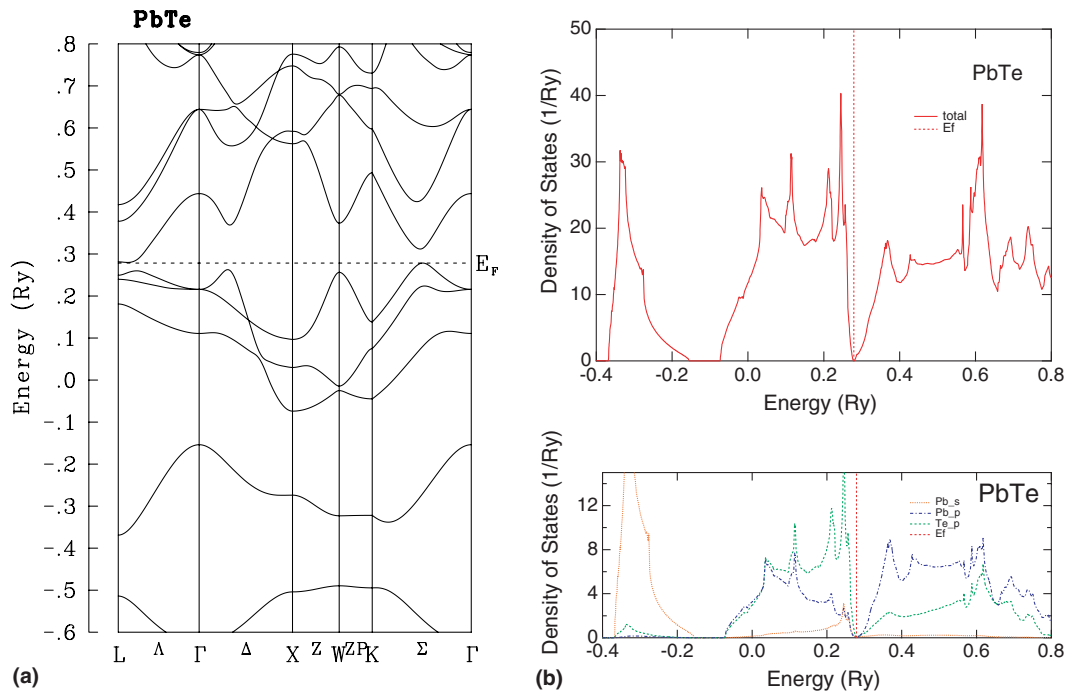 PbTe
Energy (Ry)
.8
.7
.6
.5
.4
.3
.2
.1
.0
-.1
-.2
-.3
-.4
-.5
-.6
E_F
L Λ Γ Δ X Z W ZP K Σ Γ
(a)
PbTe
Density of States (1/Ry)
50
40
30
20
10
0
total
Ef
-0.4 -0.2 0.0 0.2 0.4 0.6 0.8
Energy (Ry)
PbTe
Density of States (1/Ry)
12
8
4
0
Pb_s
Pb_p
Te_p
Ef
-0.4 -0.2 0.0 0.2 0.4 0.6 0.8
Energy (Ry)
(b)